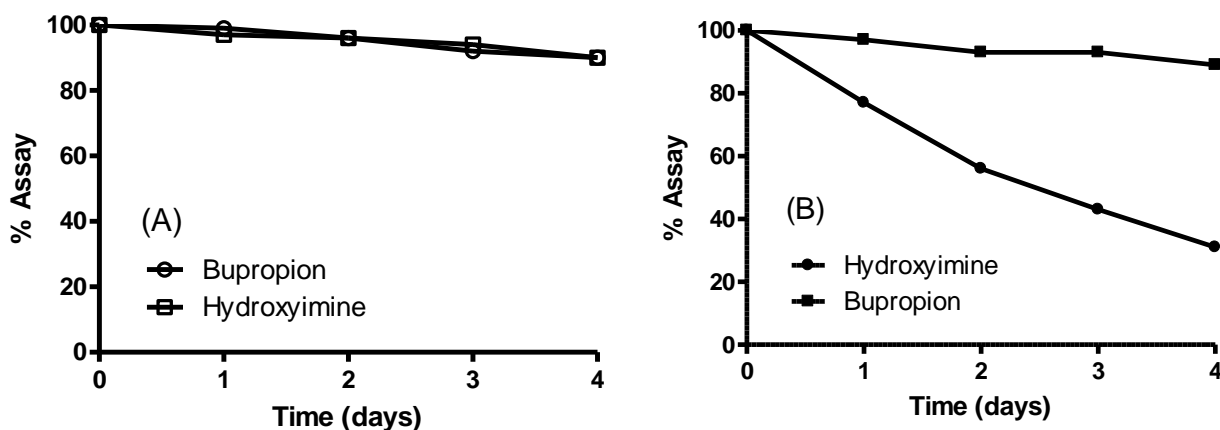 100
80
60
40
20
0
% Assay
(A)
Bupropion
Hydroxyimine
0 1 2 3 4
Time (days)
100
80
60
40
20
0
% Assay
(B)
Hydroxyimine
Bupropion
0 1 2 3 4
Time (days)